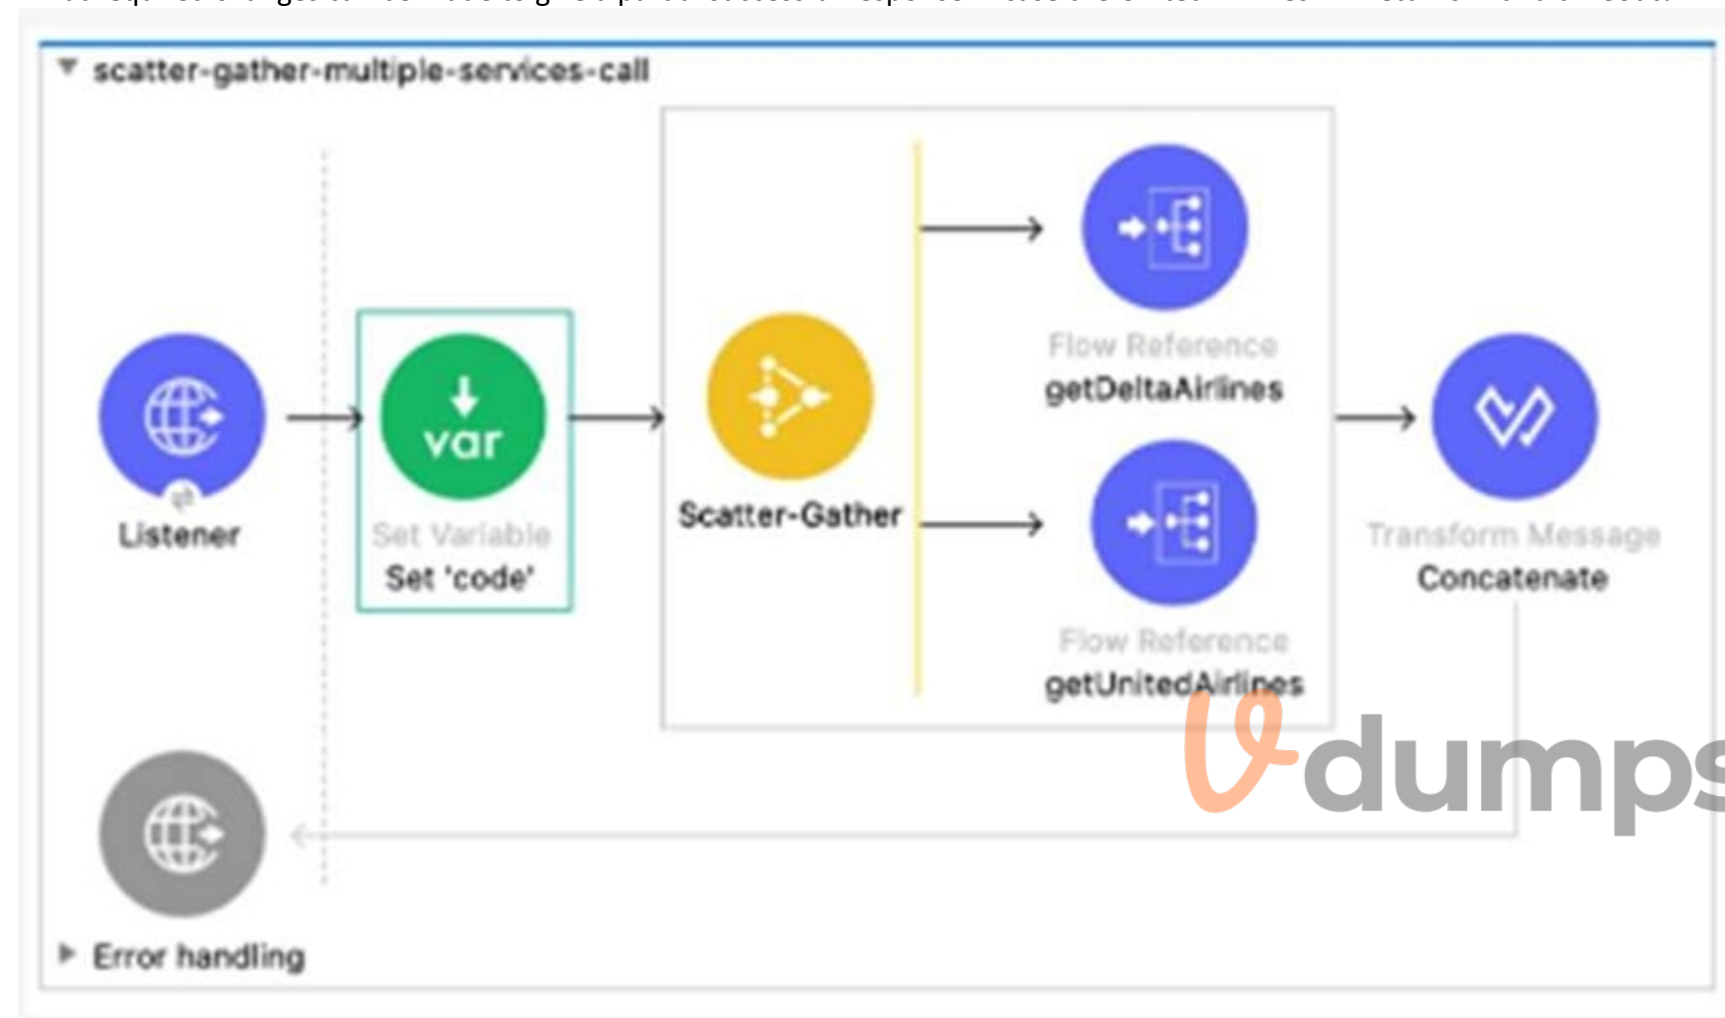 scatter-gather-multiple-services-call
Flow Reference
getDeltaAirlines
var
Listener
Set Variable
Set 'code'
Scatter-Gather
Transform Message
Concatenate
Flow Reference
getUnitedAirlines
dumps
Error handling